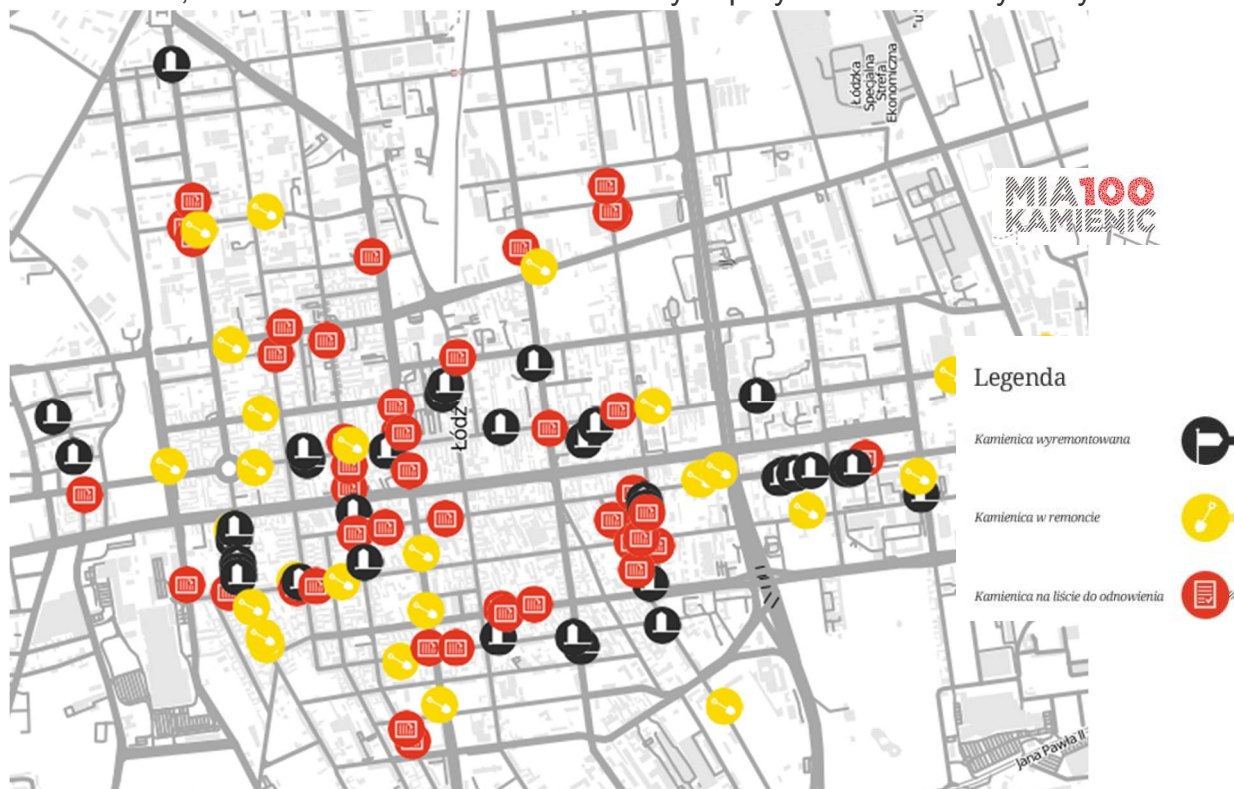 Łódzka
Specjalna
Strefa
Ekonomiczna
MIA100
KAMIENIC
Legenda
Kamienica wyremontowana
Łódź
Kamienica w remoncie
Kamienica na liście do odnowienia
Jana Pawła II